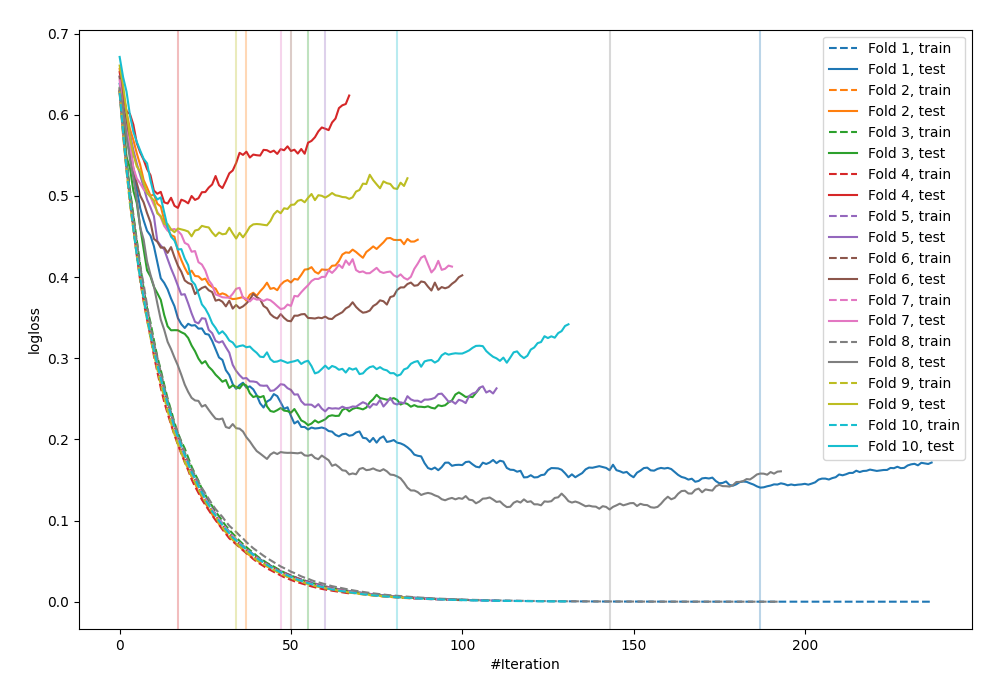 0.7
0.6
0.5
0.4
0.3
0.2
0.1
0.0
logloss
0
50
100
150
200
#Iteration
Fold 1, train
Fold 1, test
Fold 2, train
Fold 2, test
Fold 3, train
Fold 3, test
Fold 4, train
Fold 4, test
Fold 5, train
Fold 5, test
Fold 6, train
Fold 6, test
Fold 7, train
Fold 7, test
Fold 8, train
Fold 8, test
Fold 9, train
Fold 9, test
Fold 10, train
Fold 10, test